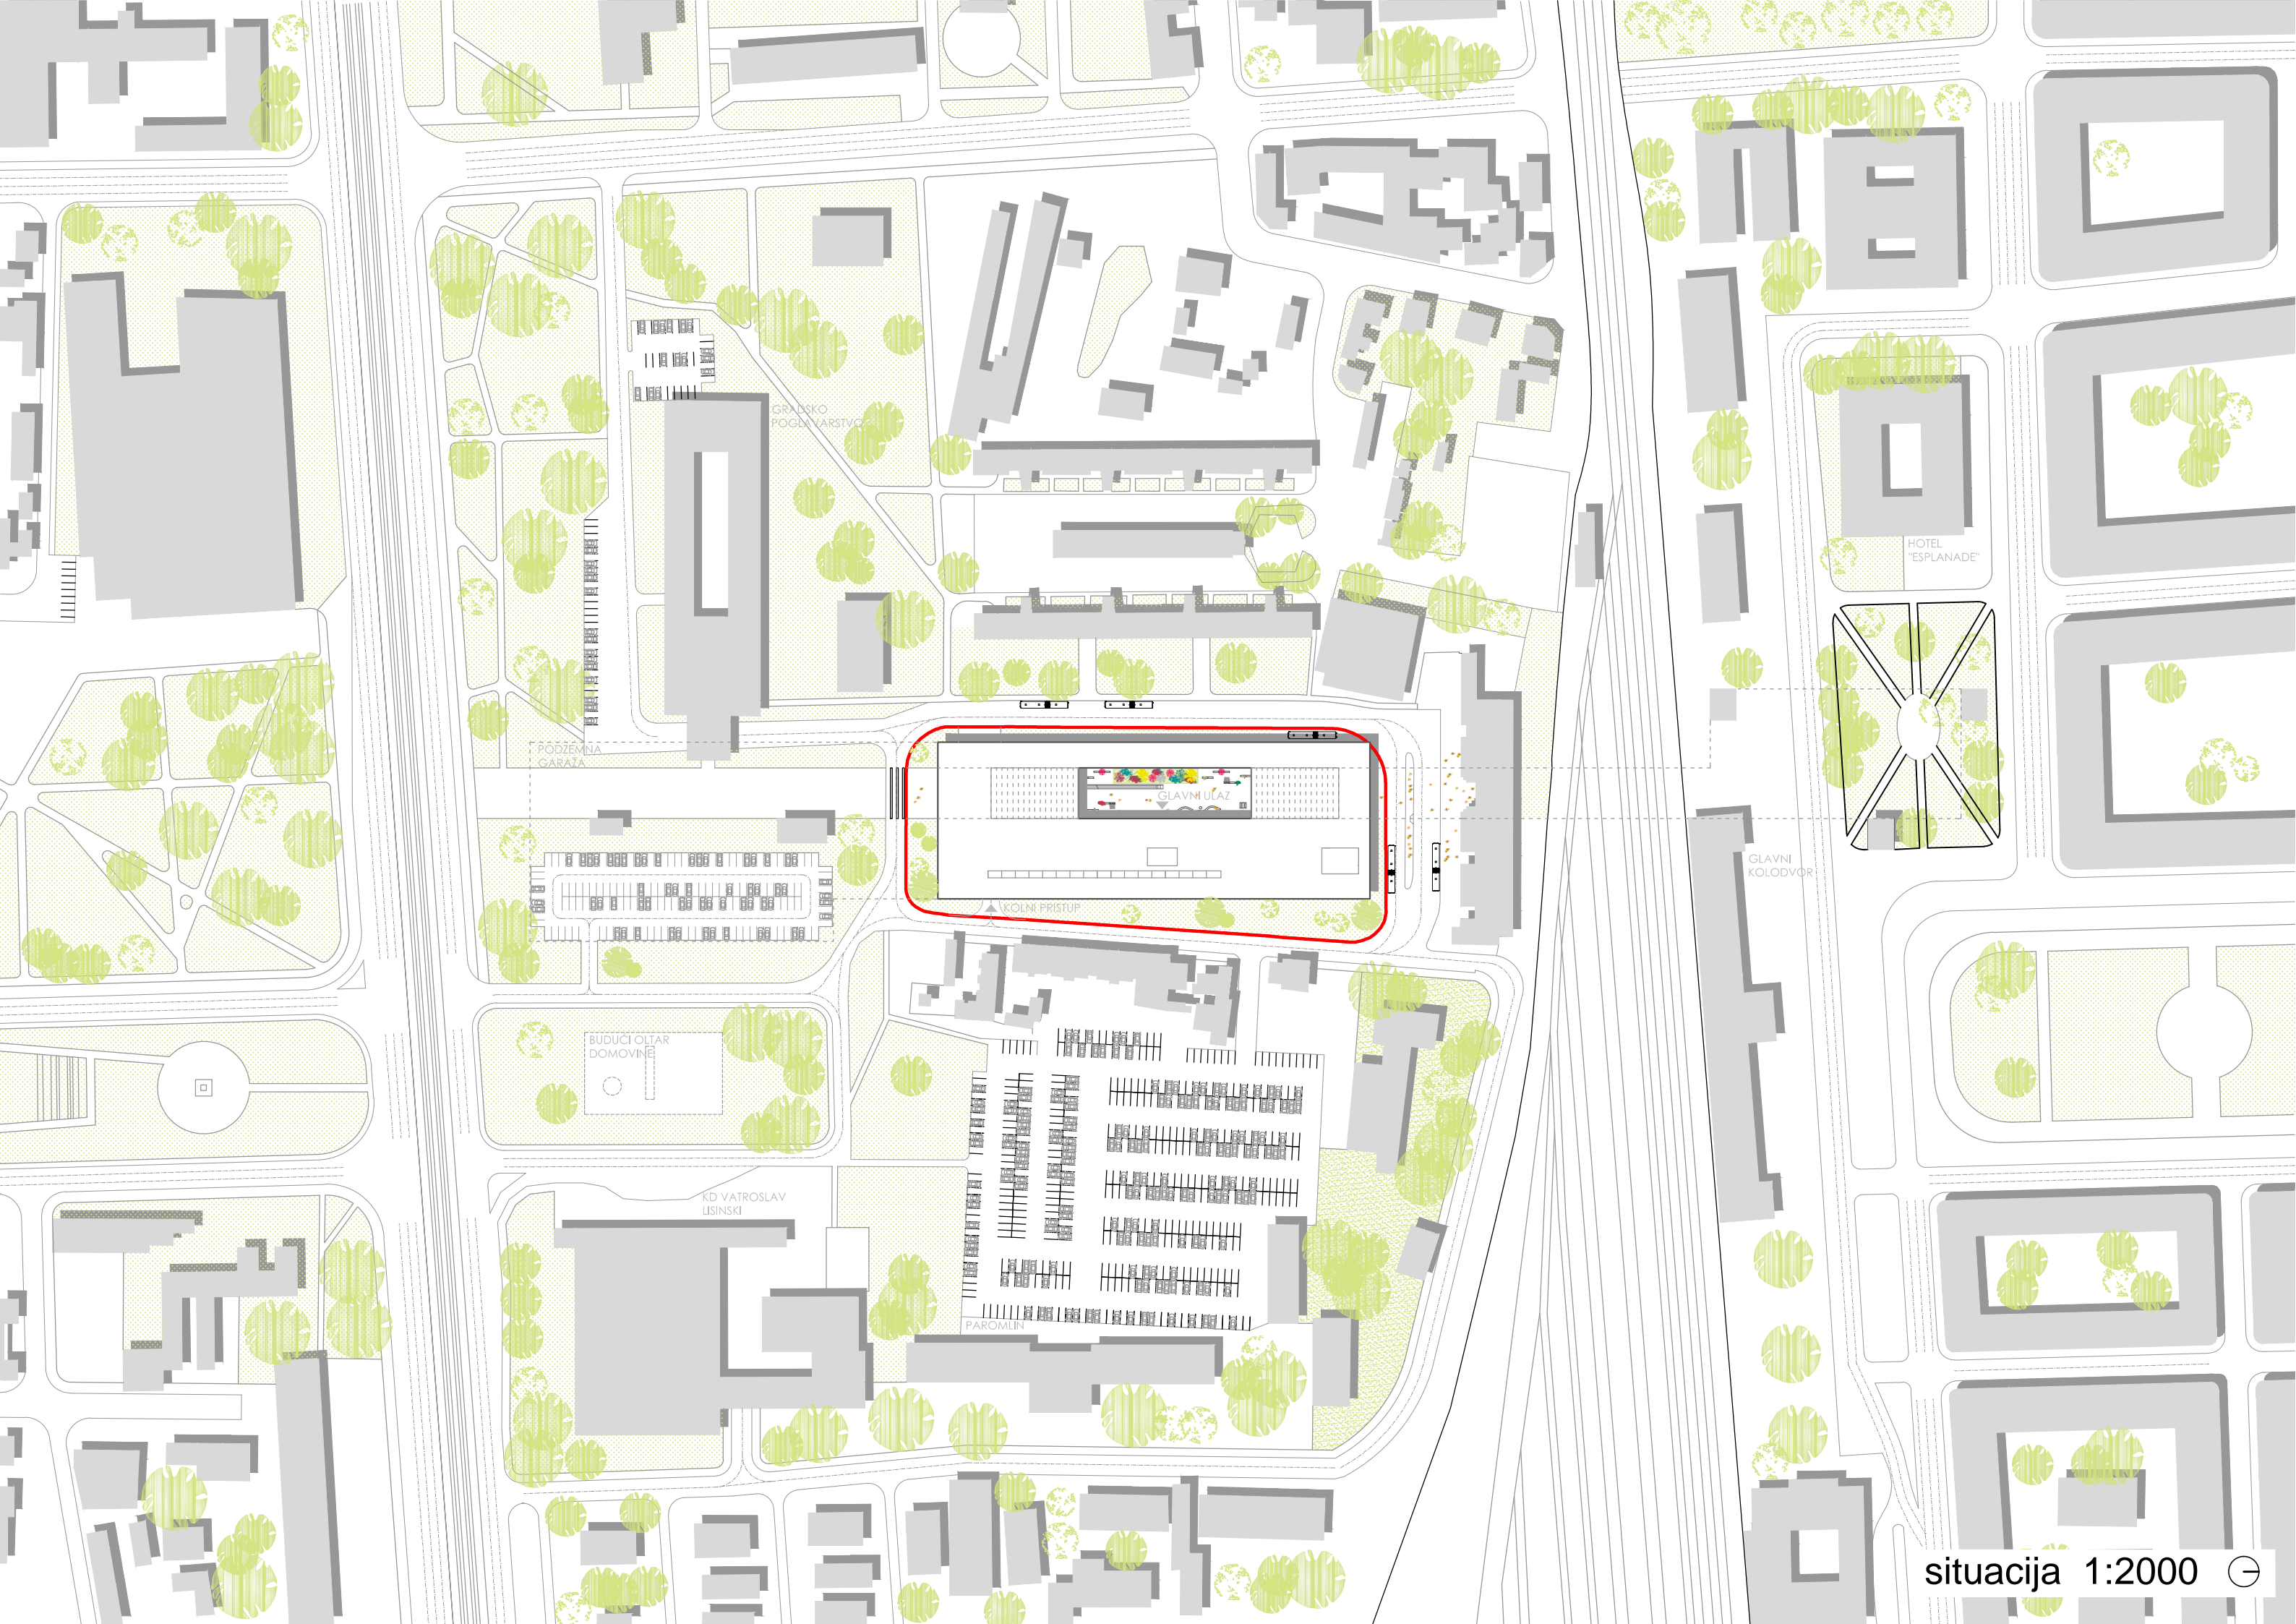 GRADSKO
POGLAVARSTVO
HOTEL
"ESPLANADE"
PODZEMNA
GARAŽA
GLAVNI ULAZ
GLAVNI
KOLODVOR
KOLNI PRISTUP
BUDUĆI OLTAR
DOMOVINE
KD VATROSLAV
LISINSKI
PAROMLIN
situacija 1:2000